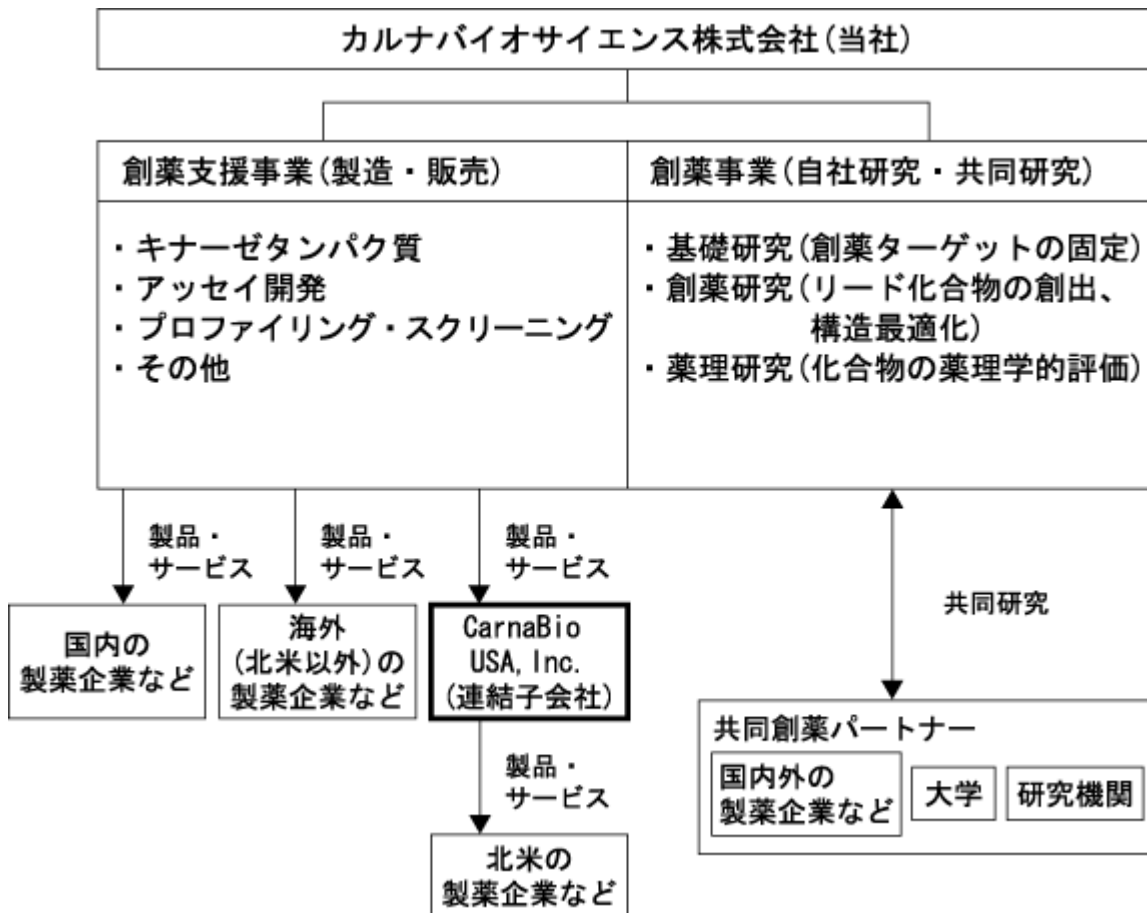 カルナバイオサイエンス株式会社(当社)
創薬支援事業(製造・販売)
創薬事業(自社研究・共同研究)
・キナーゼタンパク質
・アッセイ開発
・プロファイリング・スクリーニング
・その他
・基礎研究(創薬ターゲットの固定)
・創薬研究(リード化合物の創出、
構造最適化)
・薬理研究(化合物の薬理学的評価)
製品・
サービス
製品・
サービス
製品・
サービス
共同研究
国内の
製薬企業など
海外
(北米以外)の
製薬企業など
CarnaBio
USA, Inc.
(連結子会社)
製品・
サービス
北米の
製薬企業など
共同創薬パートナー
国内外の
製薬企業など
大学
研究機関